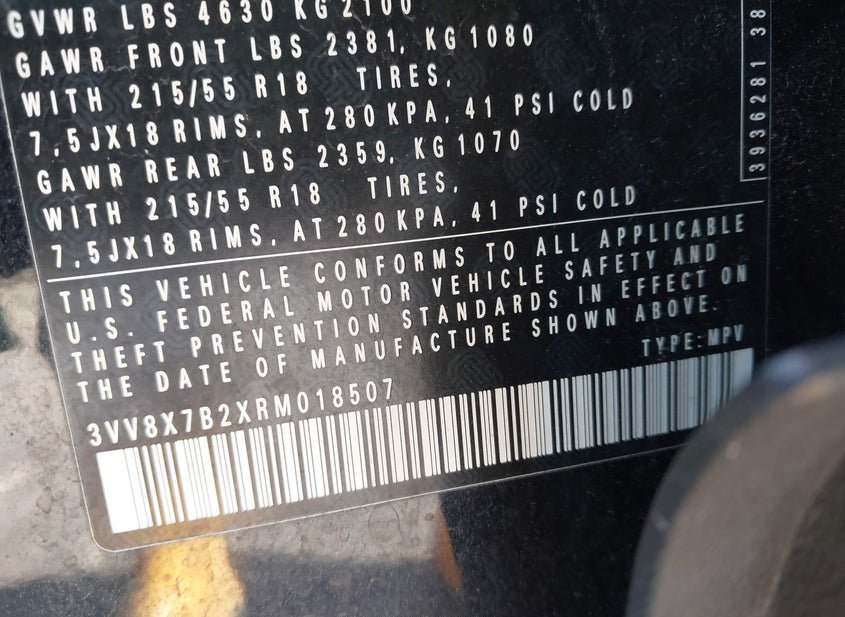 GVWR LBS 4630 KG 2100
GAWR FRONT LBS 2381, KG 1080
WITH 215/55 R18 TIRES,
7,5JX18 RIMS, AT 280 KPA, 41 PSI COLD
GAWR REAR LBS 2359, KG 1070
WITH 215/55 R18 TIRES,
7,5JX18 RIMS, AT 280 KPA, 41 PSI COLD
THIS VEHICLE CONFORMS TO ALL APPLICABLE
U.S. FEDERAL MOTOR VEHICLE SAFETY AND
THEFT PREVENTION STANDARDS IN EFFECT ON
THE DATE OF MANUFACTURE SHOWN ABOVE.
TYPE: MPV
3VV8X7B2XRM018507
3936281 38